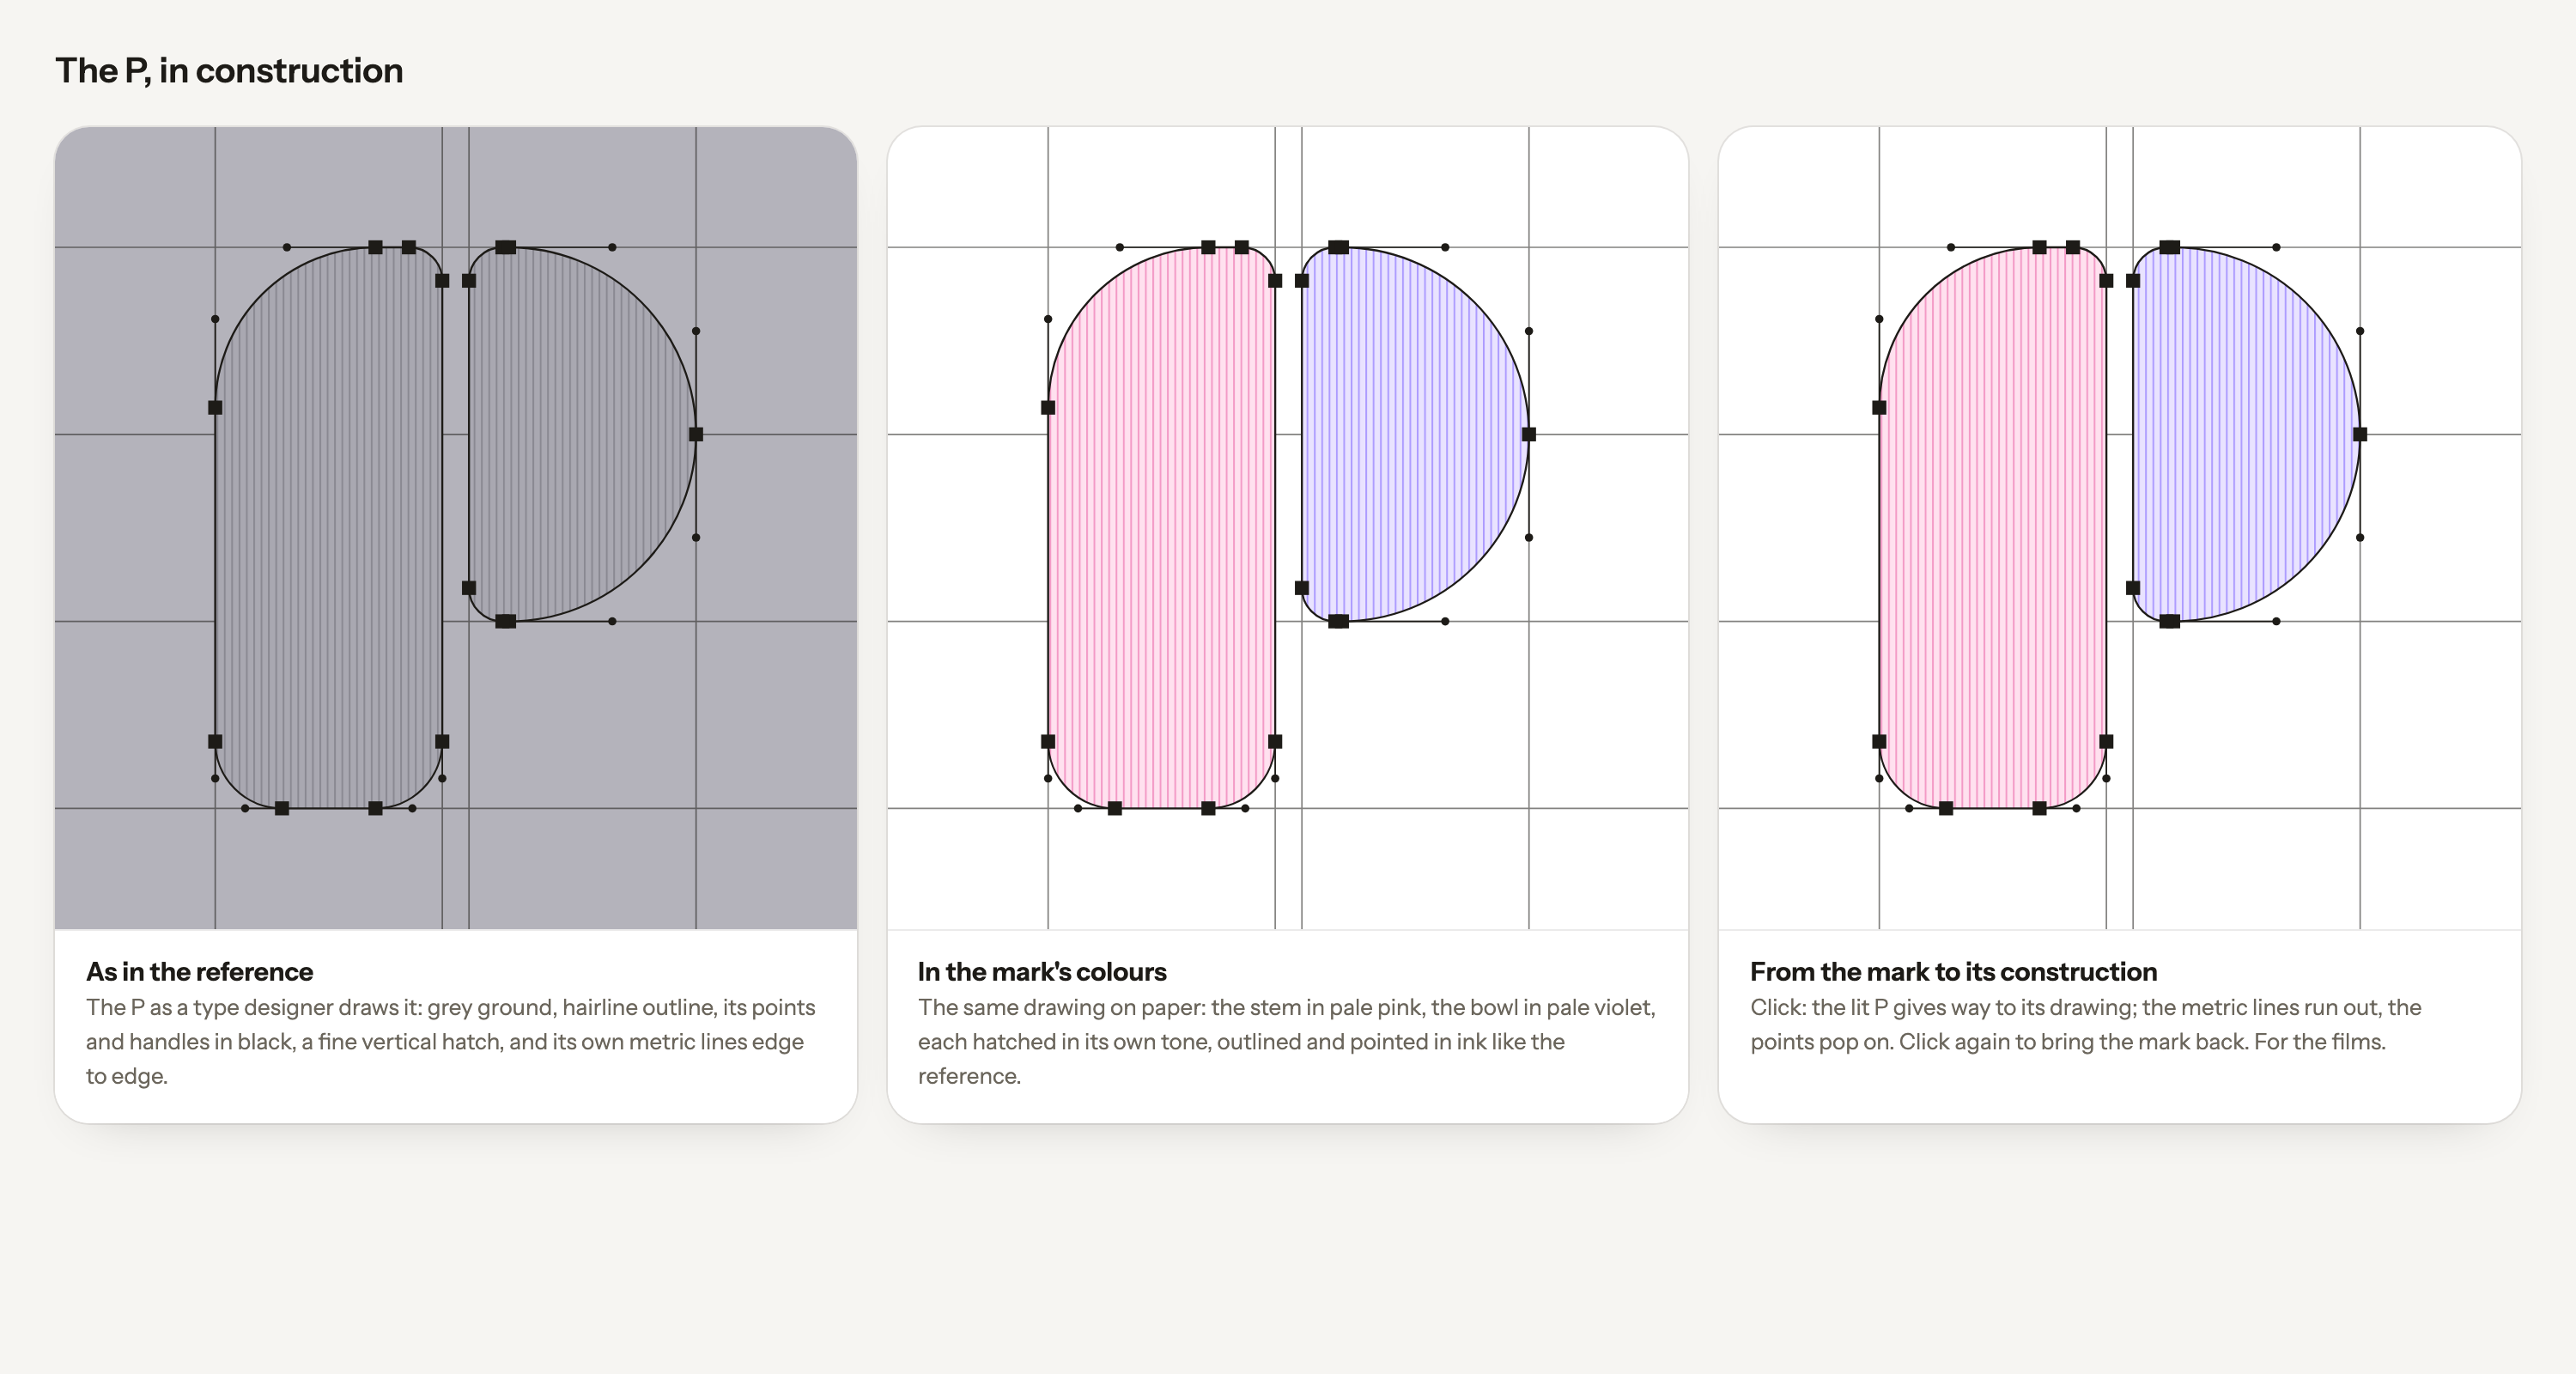 The P, in construction
As in the reference
The P as a type designer draws it: grey ground, hairline outline, its points
and handles in black, a fine vertical hatch, and its own metric lines edge
to edge.
In the mark's colours
The same drawing on paper: the stem in pale pink, the bowl in pale violet,
each hatched in its own tone, outlined and pointed in ink like the
reference.
From the mark to its construction
Click: the lit P gives way to its drawing; the metric lines run out, the
points pop on. Click again to bring the mark back. For the films.